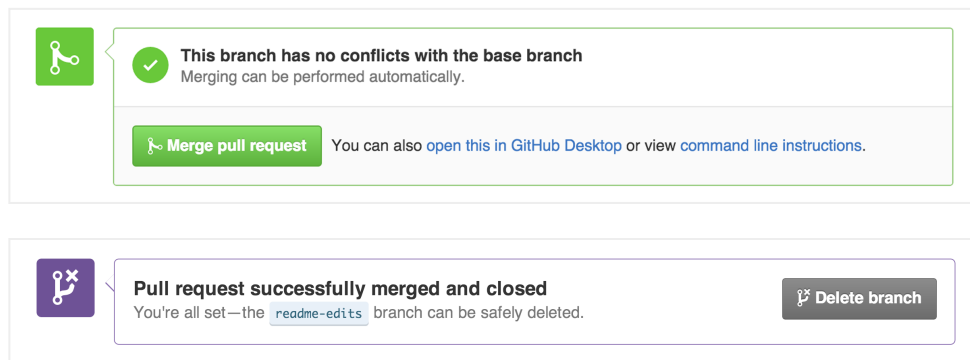 This branch has no conflicts with the base branch
Merging can be performed automatically.
Merge pull request You can also open this in GitHub Desktop or view command line instructions.
Pull request successfully merged and closed
You're all set—the readme-edits branch can be safely deleted.
Delete branch